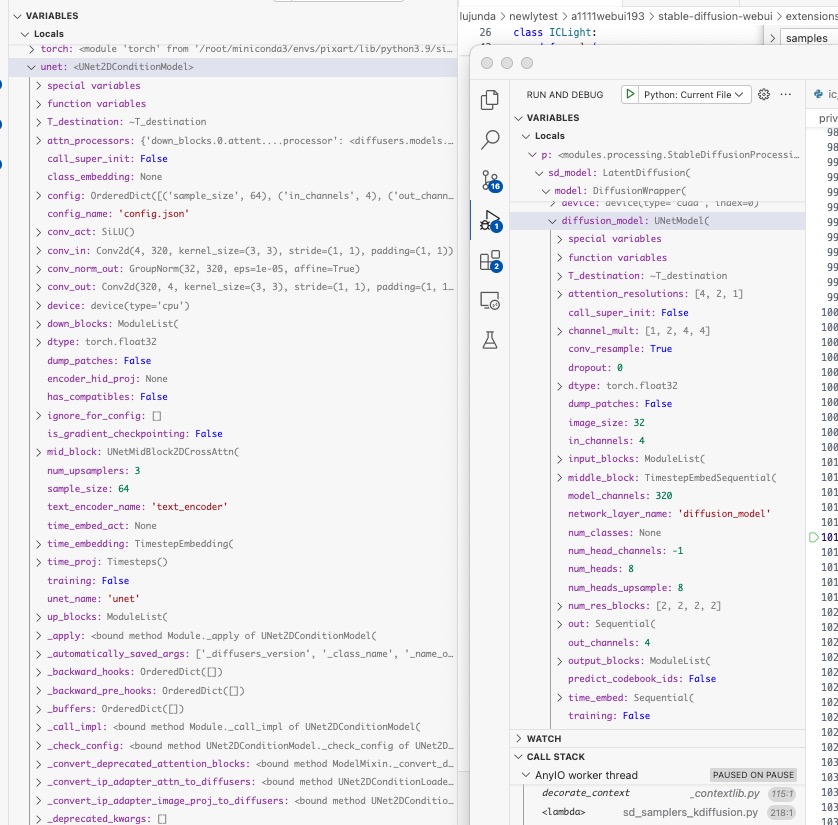 VARIABLES
Locals
torch: <module 'torch' from '/root/miniconda3/envs/pixart/lib/python3.9/si…
unet: <UNet2DConditionModel>
special variables
function variables
T_destination: ~T_destination
attn_processors: {'down_blocks.0.attent....processor': <diffusers.models.…
call_super_init: False
class_embedding: None
config: OrderedDict([('sample_size', 64), ('in_channels', 4), ('out_chann…
config_name: 'config.json'
conv_act: SiLU()
conv_in: Conv2d(4, 320, kernel_size=(3, 3), stride=(1, 1), padding=(1, 1))
conv_norm_out: GroupNorm(32, 320, eps=1e-05, affine=True)
conv_out: Conv2d(320, 4, kernel_size=(3, 3), stride=(1, 1), padding=(1, 1…
device: device(type='cpu')
down_blocks: ModuleList(
dtype: torch.float32
dump_patches: False
encoder_hid_proj: None
has_compatibles: False
ignore_for_config: []
is_gradient_checkpointing: False
mid_block: UNetMidBlock2DCrossAttn(
num_upsamplers: 3
sample_size: 64
text_encoder_name: 'text_encoder'
time_embed_act: None
time_embedding: TimestepEmbedding(
time_proj: Timesteps()
training: False
unet_name: 'unet'
up_blocks: ModuleList(
_apply: <bound method Module._apply of UNet2DConditionModel(
_automatically_saved_args: ['_diffusers_version', '_class_name', '_name_o…
_backward_hooks: OrderedDict([])
_backward_pre_hooks: OrderedDict([])
_buffers: OrderedDict([])
_call_impl: <bound method Module._call_impl of UNet2DConditionModel(
_check_config: <bound method UNet2DConditionModel._check_config of UNet2D…
_convert_deprecated_attention_blocks: <bound method ModelMixin._convert_d…
_convert_ip_adapter_attn_to_diffusers: <bound method UNet2DConditionLoade…
_convert_ip_adapter_image_proj_to_diffusers: <bound method UNet2DConditio…
_deprecated_kwargs: []
lujunda > newlytest > a1111webui193 > stable-diffusion-webui > extensions
26 class ICLight:
samples
RUN AND DEBUG
Python: Current File
ic_
priv
VARIABLES
Locals
p: <modules.processing.StableDiffusionProcessi…
sd_model: LatentDiffusion(
model: DiffusionWrapper(
device: device(type='cuda', index=0)
diffusion_model: UNetModel(
special variables
function variables
T_destination: ~T_destination
attention_resolutions: [4, 2, 1]
call_super_init: False
channel_mult: [1, 2, 4, 4]
conv_resample: True
dropout: 0
dtype: torch.float32
dump_patches: False
image_size: 32
in_channels: 4
input_blocks: ModuleList(
middle_block: TimestepEmbedSequential(
model_channels: 320
network_layer_name: 'diffusion_model'
num_classes: None
num_head_channels: -1
num_heads: 8
num_heads_upsample: 8
num_res_blocks: [2, 2, 2, 2]
out: Sequential(
out_channels: 4
output_blocks: ModuleList(
predict_codebook_ids: False
time_embed: Sequential(
training: False
WATCH
CALL STACK
AnyIO worker thread PAUSED ON PAUSE
decorate_context _contextlib.py 115:1
<lambda> sd_samplers_kdiffusion.py 218:1
16
1
2